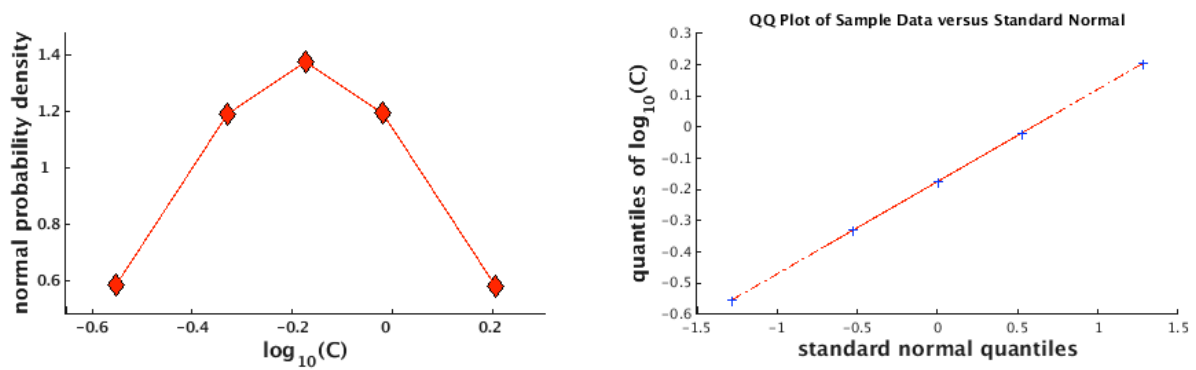 normal probability density
1.4
1.2
1
0.8
0.6
−0.6 −0.4 −0.2 0 0.2
log10(C)
QQ Plot of Sample Data versus Standard Normal
quantiles of log10(C)
0.3
0.2
0.1
0
−0.1
−0.2
−0.3
−0.4
−0.5
−0.6
−1.5 −1 −0.5 0 0.5 1 1.5
standard normal quantiles